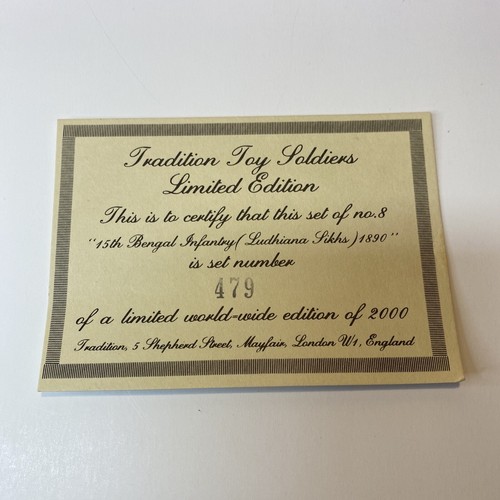 Tradition Toy Soldiers
Limited Edition
This is to certify that this set of no.8
"15th Bengal Infantry (Ludhiana Sikhs) 1890"
is set number
479
of a limited world-wide edition of 2000
Tradition, 5 Shepherd Street, Mayfair, London W1, England